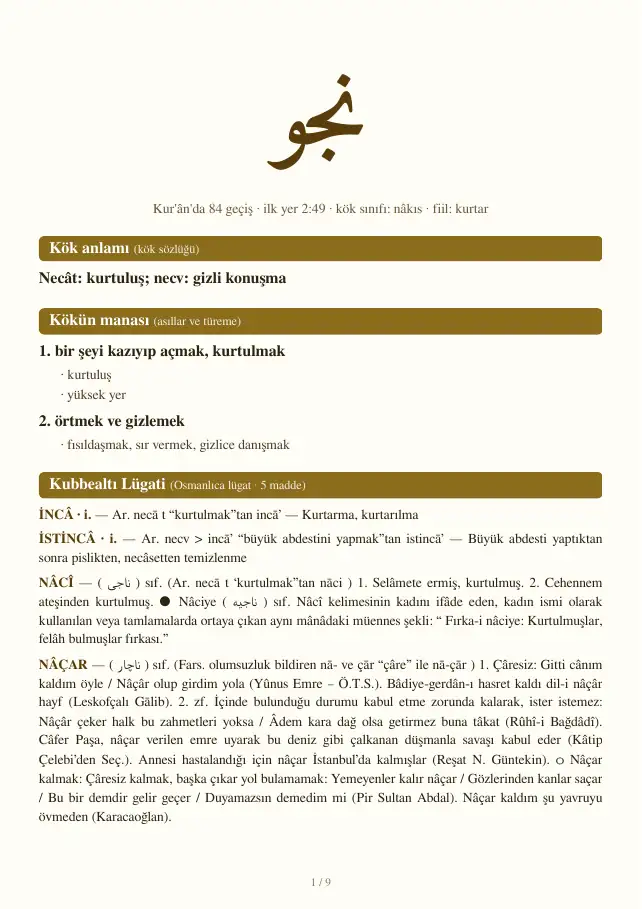 نجو
Kur'ân'da 84 geçiş · ilk yer 2:49 · kök sınıfı: nâkıs · fiil: kurtar
Kök anlamı (kök sözlüğü)
Necât: kurtuluş; necv: gizli konuşma
Kökün manası (asıllar ve türeme)
1. bir şeyi kazıyıp açmak, kurtulmak
· kurtuluş
· yüksek yer
2. örtmek ve gizlemek
· fısıldaşmak, sır vermek, gizlice danışmak
Kubbealtı Lügati (Osmanlıca lügat · 5 madde)
İNCÂ · i. — Ar. necā t “kurtulmak”tan incā’ — Kurtarma, kurtarılma
İSTİNCÂ · i. — Ar. necv > incā’ “büyük abdestini yapmak”tan istincā’ — Büyük abdesti yaptıktan
sonra pislikten, necâsetten temizlenme
NÂCÎ — ( ناجى ) sıf. (Ar. necā t ‘kurtulmak”tan nāci ) 1. Selâmete ermiş, kurtulmuş. 2. Cehennem
ateşinden kurtulmuş. ● Nâciye ( ناجيه ) sıf. Nâcî kelimesinin kadını ifâde eden, kadın ismi olarak
kullanılan veya tamlamalarda ortaya çıkan aynı mânâdaki müennes şekli: “ Fırka-i nâciye: Kurtulmuşlar,
felâh bulmuşlar fırkası.”
NÂÇAR — ( ناچار ) sıf. (Fars. olumsuzluk bildiren nā- ve çār “çâre” ile nā-çār ) 1. Çâresiz: Gitti cânım
kaldım öyle / Nâçâr olup girdim yola (Yûnus Emre – Ö.T.S.). Bâdiye-gerdân-ı hasret kaldı dil-i nâçâr
hayf (Leskofçalı Gālib). 2. zf. İçinde bulunduğu durumu kabul etme zorunda kalarak, ister istemez:
Nâçâr çeker halk bu zahmetleri yoksa / Âdem kara dağ olsa getirmez buna tâkat (Rûhî-i Bağdâdî).
Câfer Paşa, nâçar verilen emre uyarak bu deniz gibi çalkanan düşmanla savaşı kabul eder (Kâtip
Çelebi’den Seç.). Annesi hastalandığı için nâçar İstanbul’da kalmışlar (Reşat N. Güntekin). ○ Nâçar
kalmak: Çâresiz kalmak, başka çıkar yol bulamamak: Yemeyenler kalır nâçar / Gözlerinden kanlar saçar
/ Bu bir demdir gelir geçer / Duyamazsın demedim mi (Pir Sultan Abdal). Nâçar kaldım şu yavruyu
övmeden (Karacaoğlan).
1 / 9